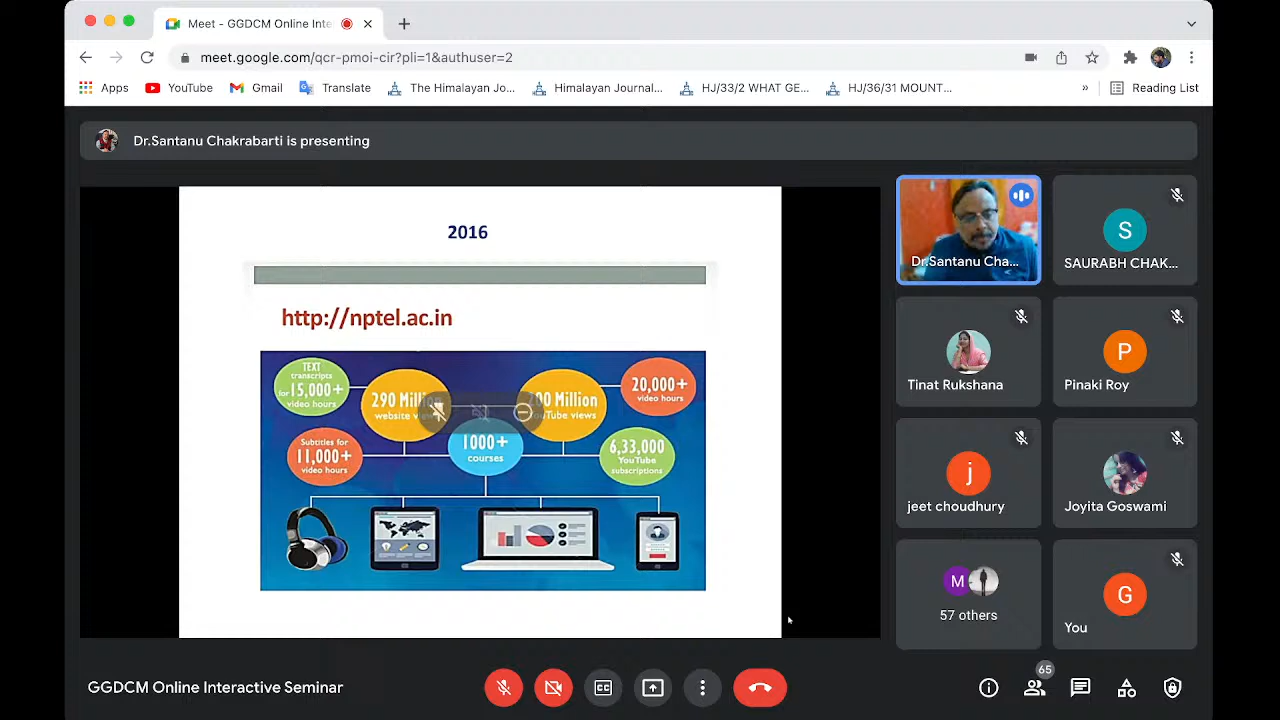 Meet - GGDCM Online Inte
meet.google.com/qcr-pmoi-cir?pli=1&authuser=2
Apps
YouTube
Gmail
Translate
The Himalayan Jo...
Himalayan Journal...
HJ/33/2 WHAT GE...
HJ/36/31 MOUNT...
»
Reading List
Dr.Santanu Chakrabarti is presenting
2016
http://nptel.ac.in
TEXT
transcripts
for 15,000+
video hours
290 Million
website
00 Million
YouTube views
20,000+
video hours
Subtitles for
11,000+
video hours
1000+
courses
6,33,000
YouTube
subscriptions
Dr.Santanu Cha...
S
SAURABH CHAK...
Tinat Rukshana
P
Pinaki Roy
j
jeet choudhury
Joyita Goswami
M
57 others
G
You
GGDCM Online Interactive Seminar
CC
65